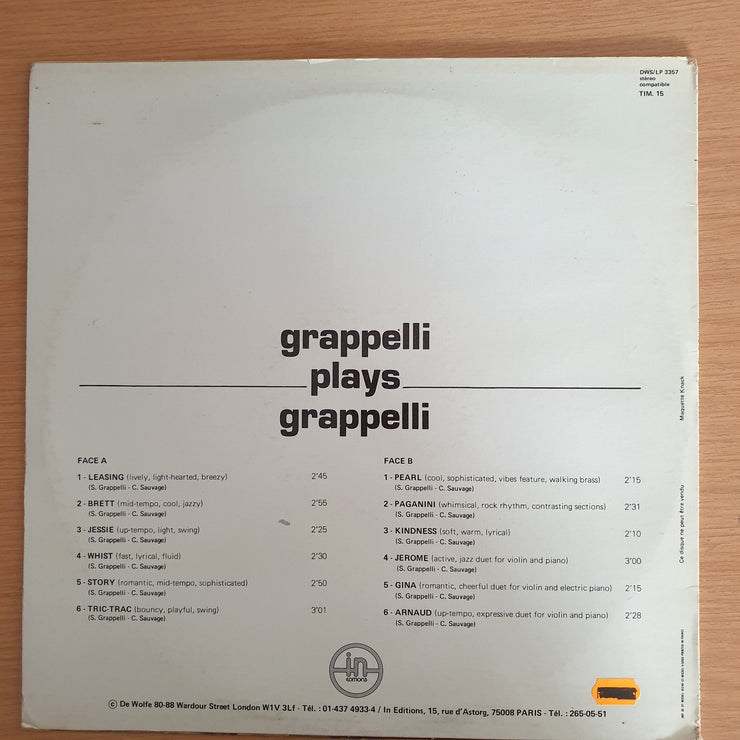 DWS/LP 3357
stéreo
compatible
TIM. 15
grappelli
plays
grappelli
FACE A
1 - LEASING (lively, light-hearted, breezy) 2'45
(S. Grappelli - C. Sauvage)
2 - BRETT (mid-tempo, cool, jazzy) 2'55
(S. Grappelli - C. Sauvage)
3 - JESSIE (up-tempo, light, swing) 2'25
(S. Grappelli - C. Sauvage)
4 - WHIST (fast, lyrical, fluid) 2'30
(S. Grappelli - C. Sauvage)
5 - STORY (romantic, mid-tempo, sophisticated) 2'50
(S. Grappelli - C. Sauvage)
6 - TRIC-TRAC (bouncy, playful, swing) 3'01
(S. Grappelli - C. Sauvage)
FACE B
1 - PEARL (cool, sophisticated, vibes feature, walking brass) 2'15
(S. Grappelli - C. Sauvage)
2 - PAGANINI (whimsical, rock rhythm, contrasting sections) 2'31
(S. Grappelli - C. Sauvage)
3 - KINDNESS (soft, warm, lyrical) 2'10
(S. Grappelli - C. Sauvage)
4 - JEROME (active, jazz duet for violin and piano) 3'00
(S. Grappelli - C. Sauvage)
5 - GINA (romantic, cheerful duet for violin and electric piano) 2'15
(S. Grappelli - C. Sauvage)
6 - ARNAUD (up-tempo, expressive duet for violin and piano) 2'28
(S. Grappelli - C. Sauvage)
Maquette Knack
Ce disque ne peut être vendu
in
editions
© De Wolfe 80-88 Wardour Street London W1V 3Lf - Tél. : 01-437 4933-4 / In Editions, 15, rue d'Astorg, 75008 PARIS - Tél. : 265-05-51